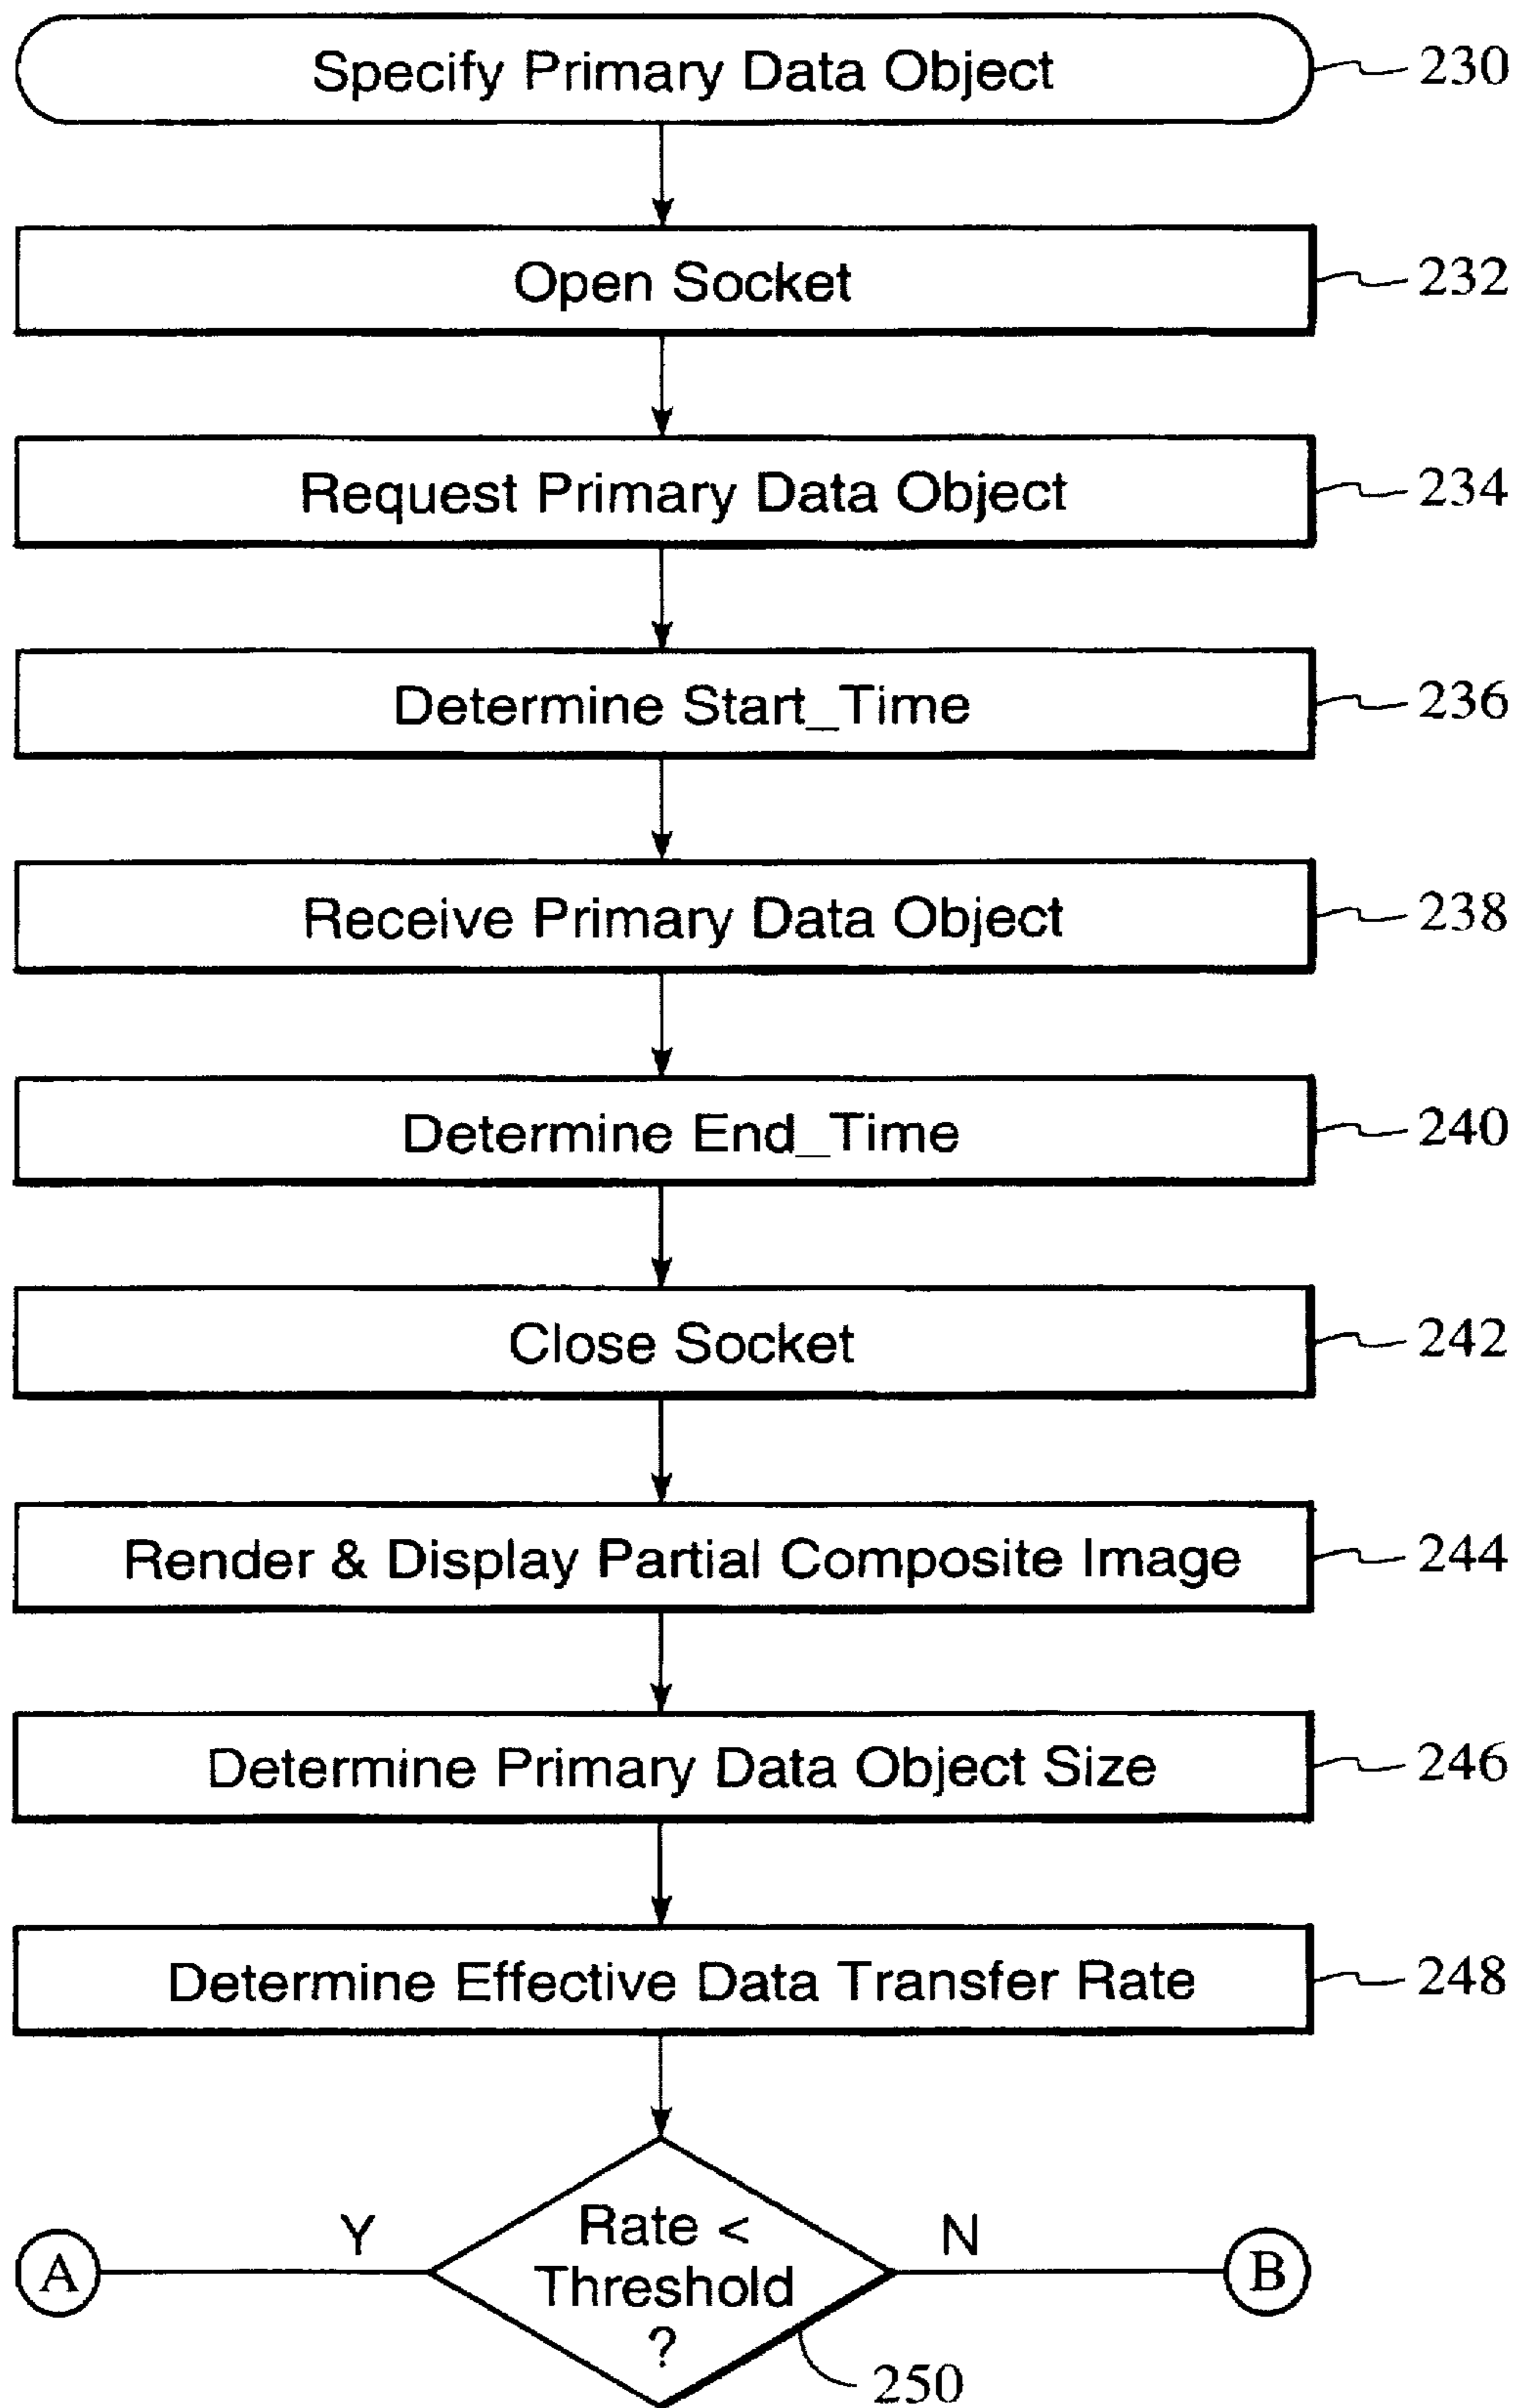 Specify Primary Data Object 230
Open Socket 232
Request Primary Data Object 234
Determine Start_Time 236
Receive Primary Data Object 238
Determine End_Time 240
Close Socket 242
Render & Display Partial Composite Image 244
Determine Primary Data Object Size 246
Determine Effective Data Transfer Rate 248
Y
Rate <
N
A
Threshold
B
?
250